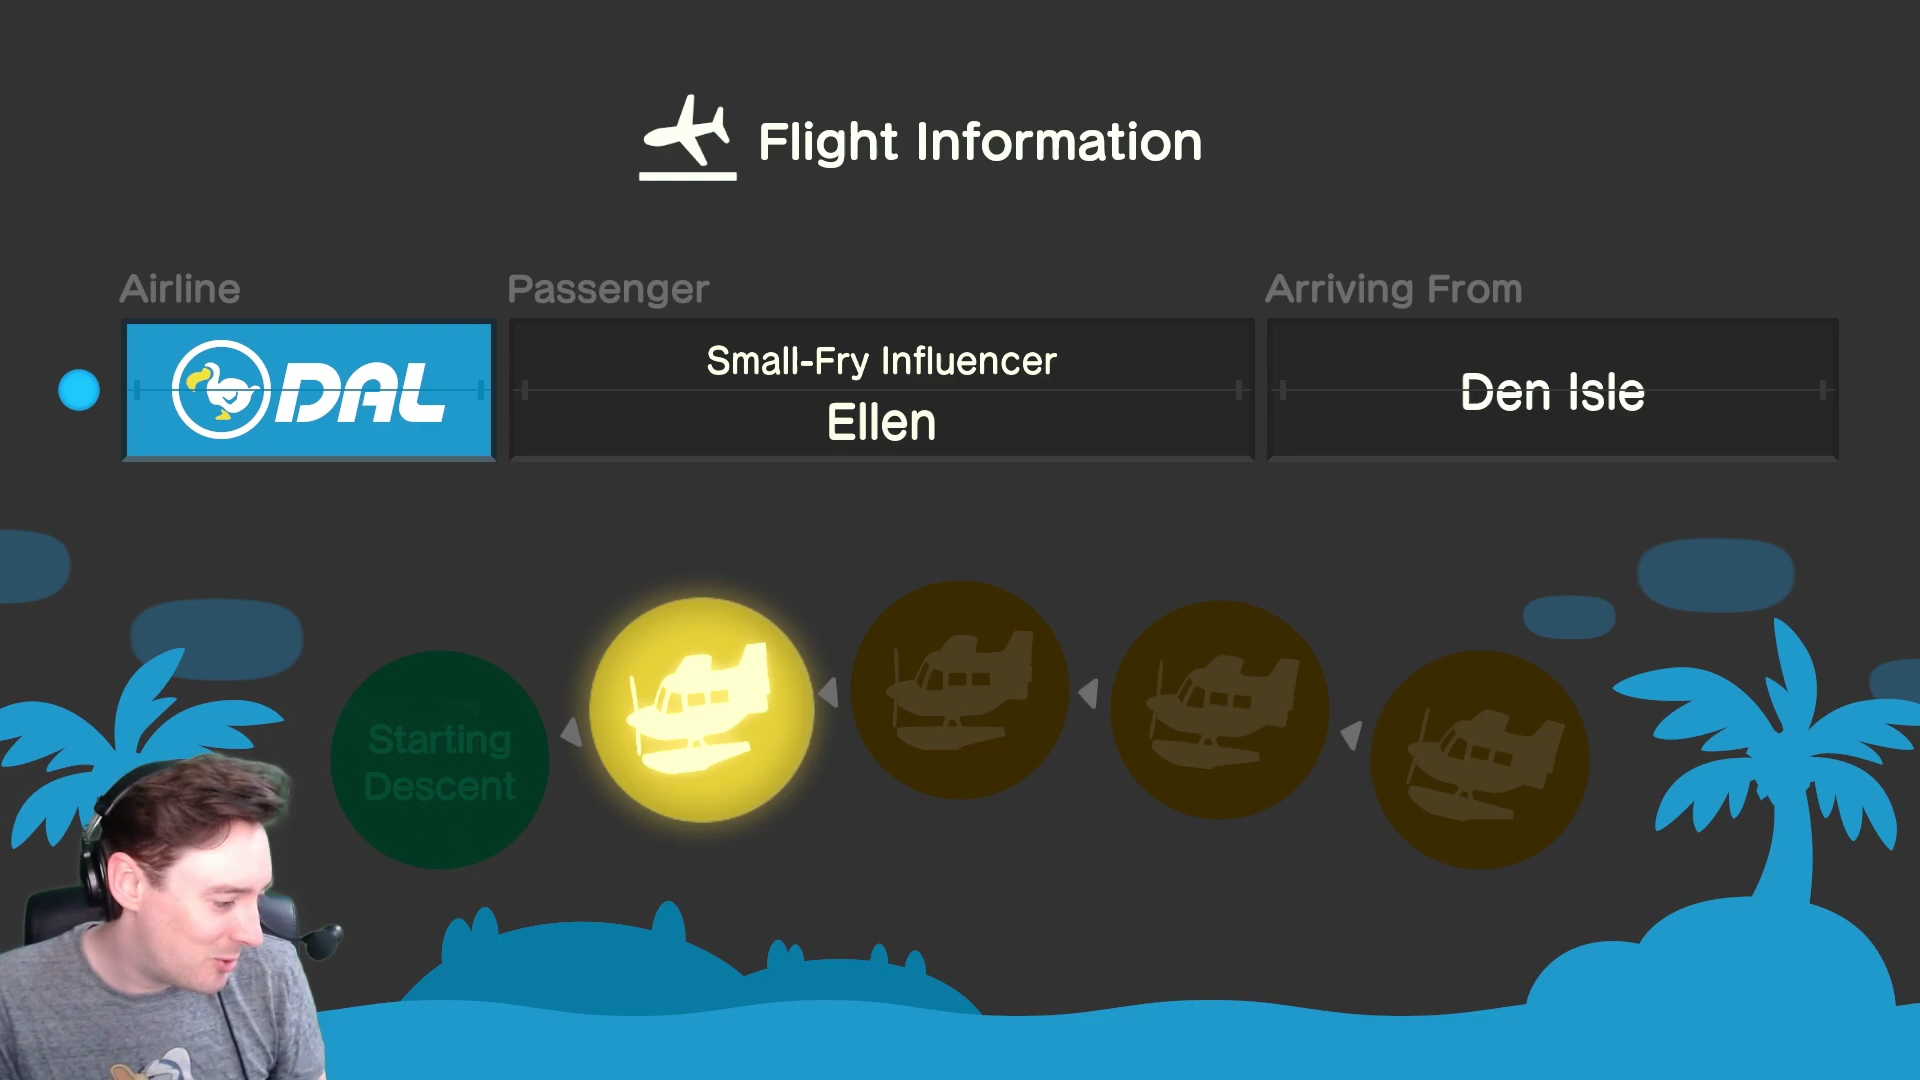 Flight Information
Airline
Passenger
Arriving From
DAL
Small-Fry Influencer
Ellen
Den Isle
Starting
Descent